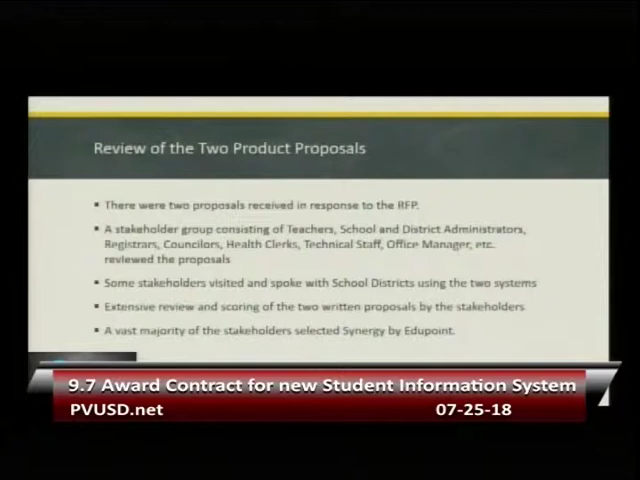 Review of the Two Product Proposals
▪ There were two proposals received in response to the RFP.
▪ A stakeholder group consisting of Teachers, School and District Administrators,
Registrars, Councilors, Health Clerks, Technical Staff, Office Manager, etc.
reviewed the proposals
▪ Some stakeholders visited and spoke with School Districts using the two systems
▪ Extensive review and scoring of the two written proposals by the stakeholders
▪ A vast majority of the stakeholders selected Synergy by Edupoint.
9.7 Award Contract for new Student Information System
PVUSD.net 07-25-18